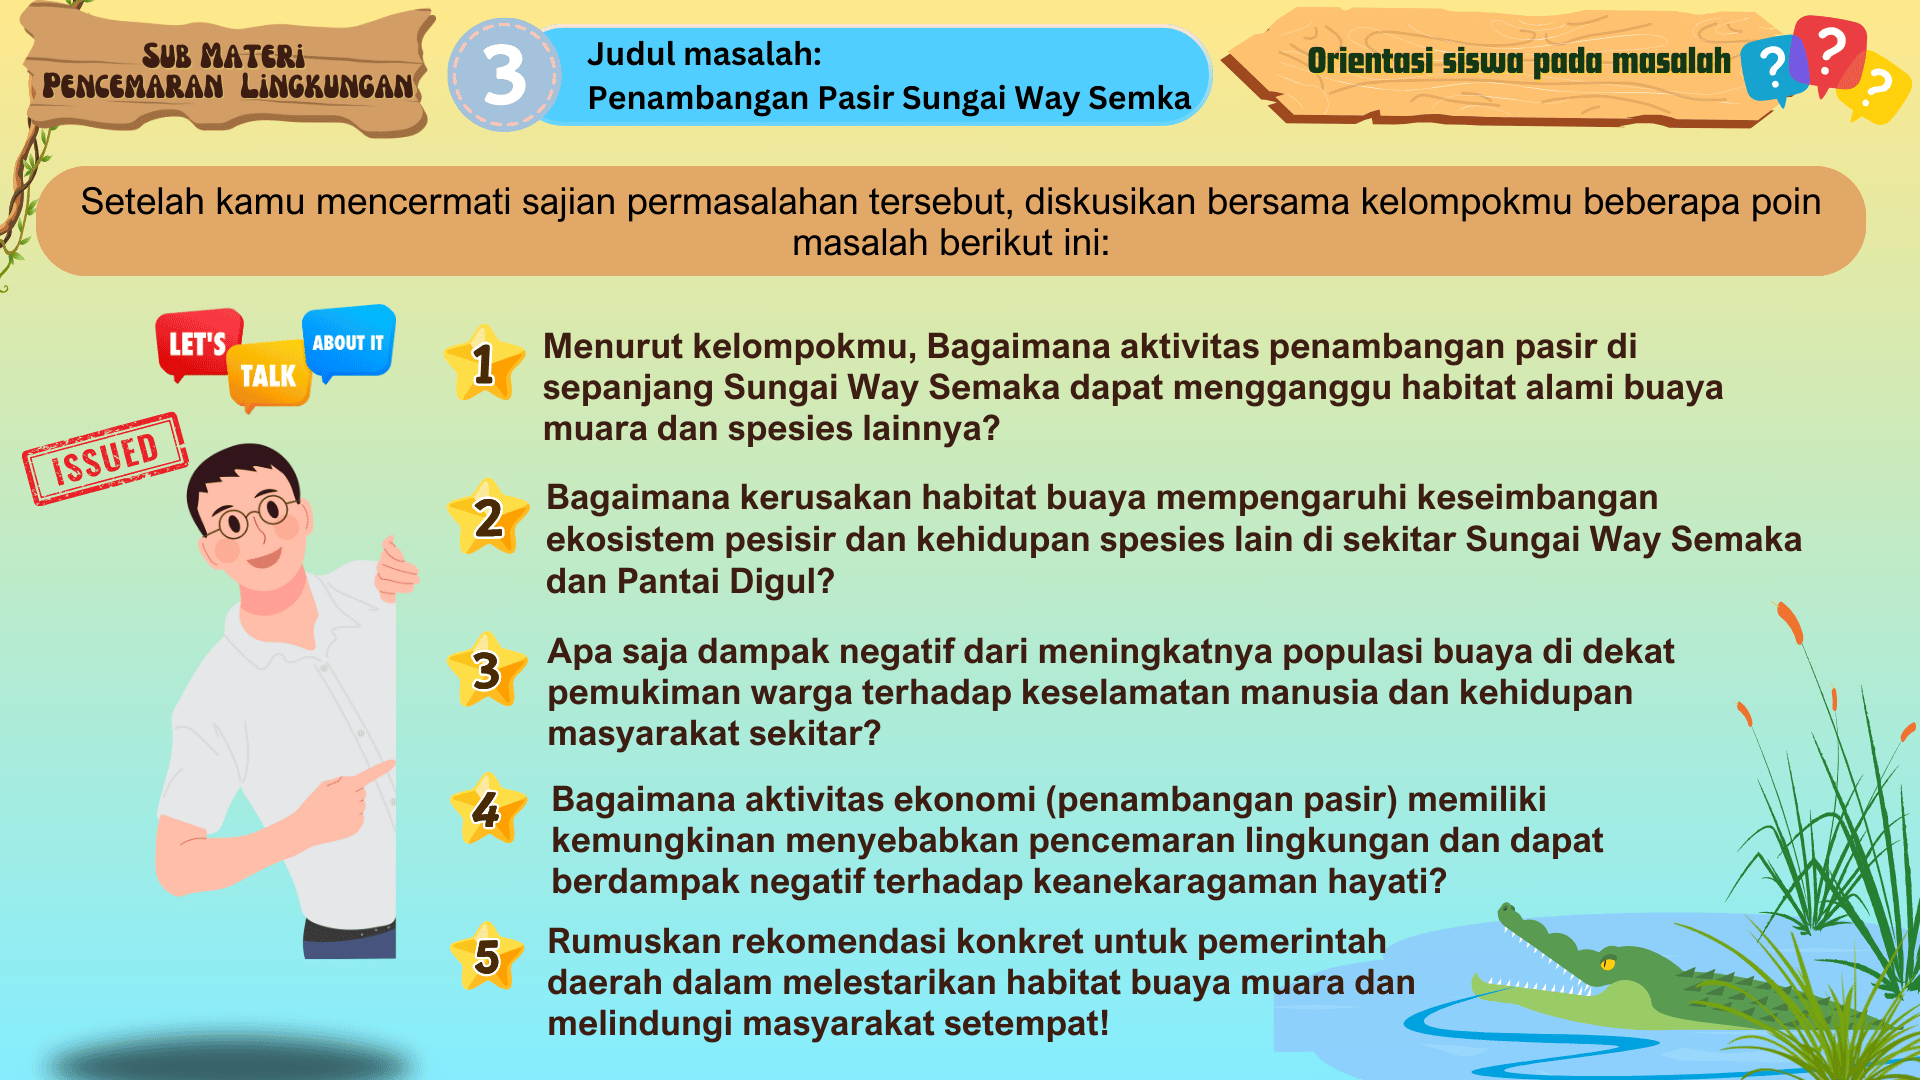 SUB MATERI
PENCEMARAN LINGKUNGAN
3
Judul masalah:
Penambangan Pasir Sungai Way Semka
Orientasi siswa pada masalah
? ? ?
Setelah kamu mencermati sajian permasalahan tersebut, diskusikan bersama kelompokmu beberapa poin
masalah berikut ini:
LET'S
TALK
ABOUT IT
ISSUED
1
Menurut kelompokmu, Bagaimana aktivitas penambangan pasir di
sepanjang Sungai Way Semaka dapat mengganggu habitat alami buaya
muara dan spesies lainnya?
2
Bagaimana kerusakan habitat buaya mempengaruhi keseimbangan
ekosistem pesisir dan kehidupan spesies lain di sekitar Sungai Way Semaka
dan Pantai Digul?
3
Apa saja dampak negatif dari meningkatnya populasi buaya di dekat
pemukiman warga terhadap keselamatan manusia dan kehidupan
masyarakat sekitar?
4
Bagaimana aktivitas ekonomi (penambangan pasir) memiliki
kemungkinan menyebabkan pencemaran lingkungan dan dapat
berdampak negatif terhadap keanekaragaman hayati?
5
Rumuskan rekomendasi konkret untuk pemerintah
daerah dalam melestarikan habitat buaya muara dan
melindungi masyarakat setempat!